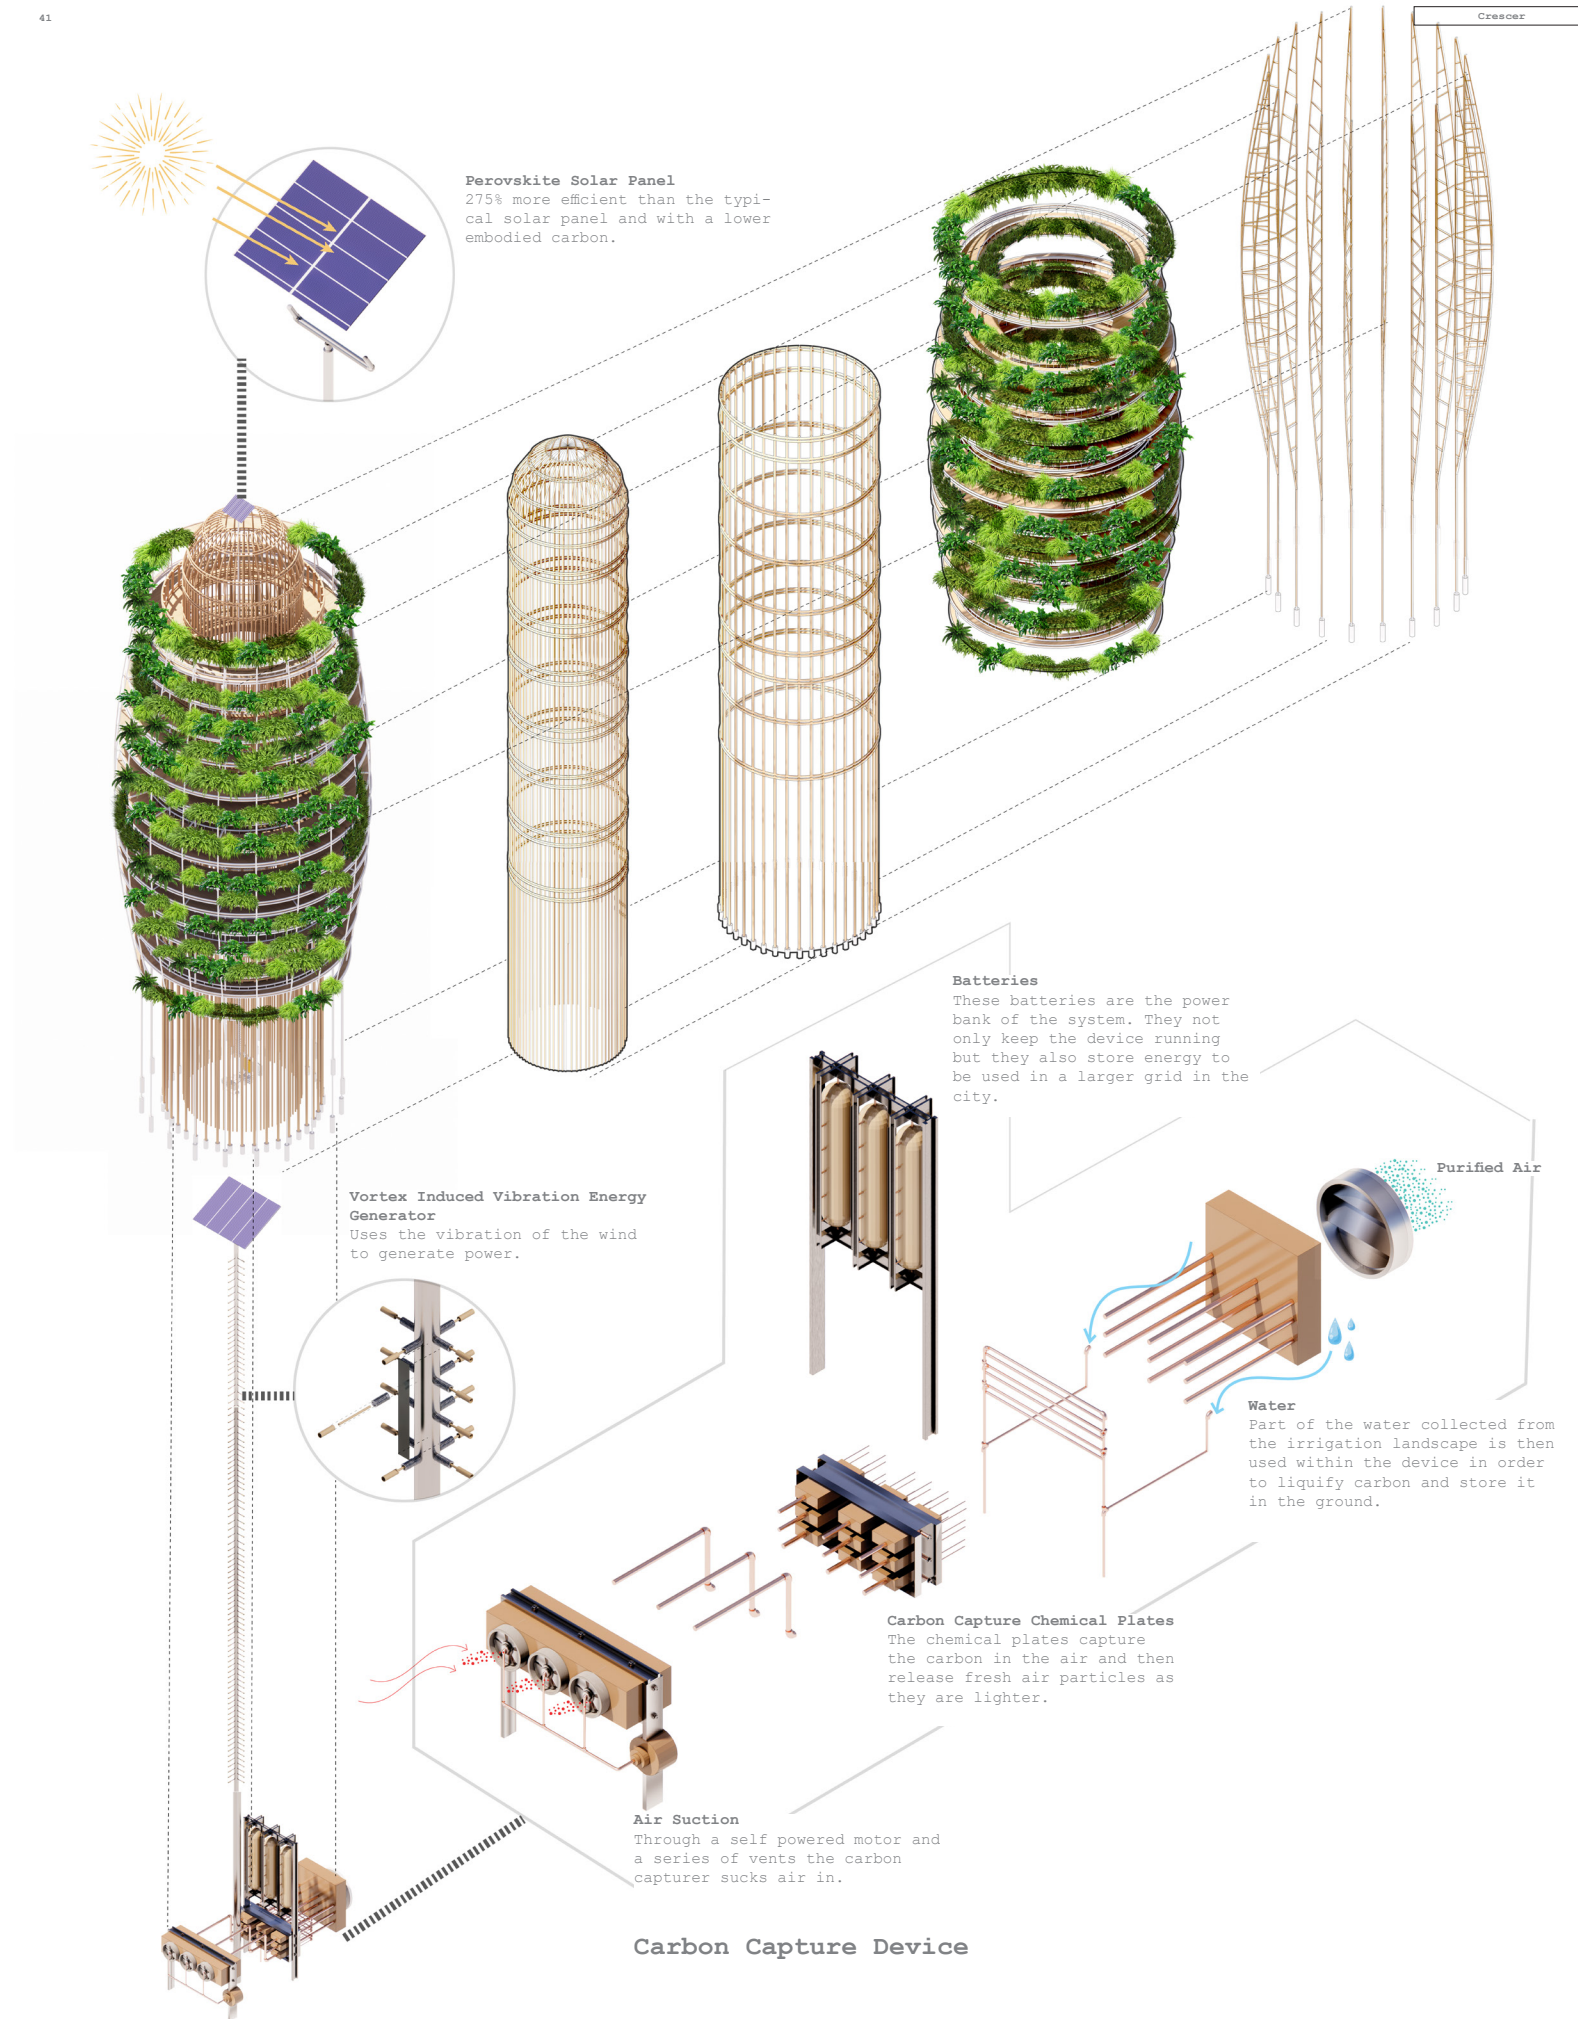 41
Crescer
Perovskite Solar Panel
275% more efficient than the typi-
cal solar panel and with a lower
embodied carbon.
Batteries
These batteries are the power
bank of the system. They not
only keep the device running
but they also store energy to
be used in a larger grid in the
city.
Purified Air
Vortex Induced Vibration Energy
Generator
Uses the vibration of the wind
to generate power.
Water
Part of the water collected from
the irrigation landscape is then
used within the device in order
to liquify carbon and store it
in the ground.
Carbon Capture Chemical Plates
The chemical plates capture
the carbon in the air and then
release fresh air particles as
they are lighter.
Air Suction
Through a self powered motor and
a series of vents the carbon
capturer sucks air in.
Carbon Capture Device